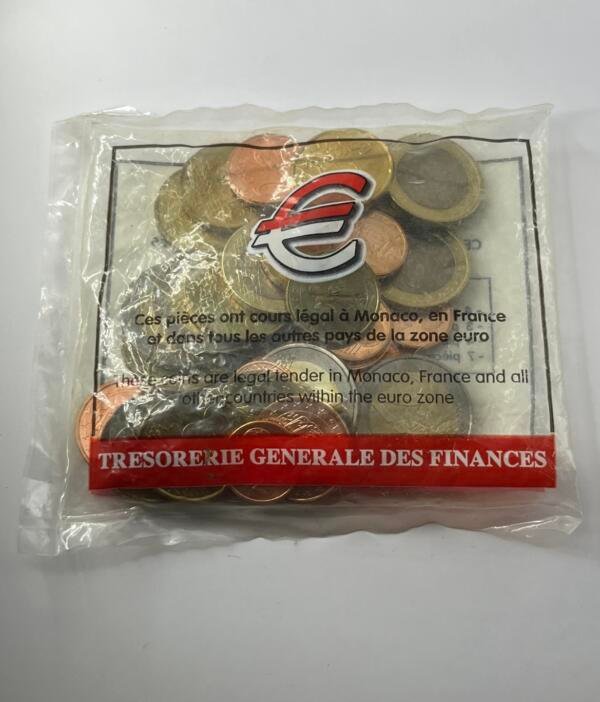 Ces pièces ont cours légal à Monaco, en France
et dans tous les autres pays de la zone euro
These coins are legal tender in Monaco, France and all
other countries within the euro zone
TRESORERIE GENERALE DES FINANCES